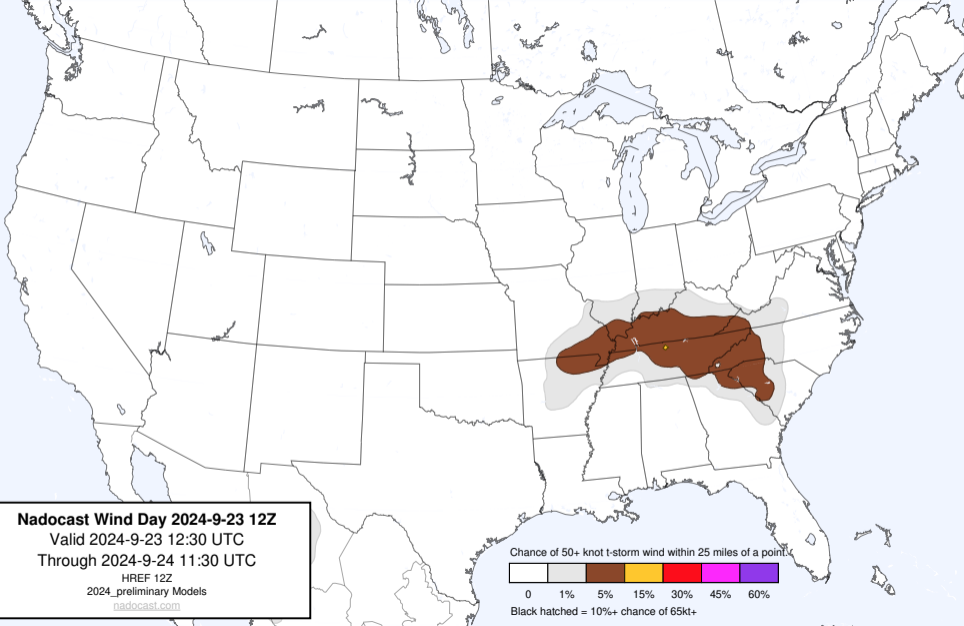 Nadocast Wind Day 2024-9-23 12Z
Valid 2024-9-23 12:30 UTC
Through 2024-9-24 11:30 UTC
HREF 12Z
2024_preliminary Models
nadocast.com
Chance of 50+ knot t-storm wind within 25 miles of a point.
0 1% 5% 15% 30% 45% 60%
Black hatched = 10%+ chance of 65kt+